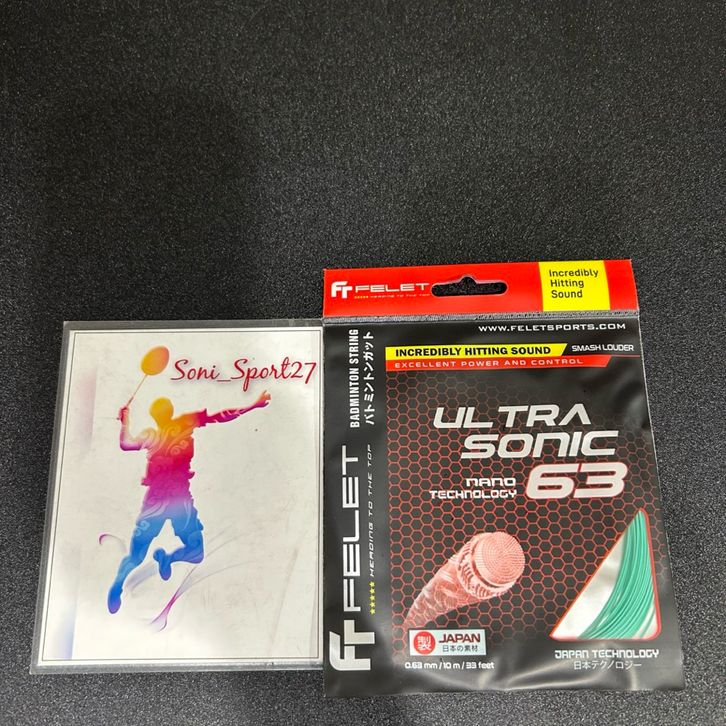 Soni_Sport27
FELET
HEADING TO THE TOP
Incredibly
Hitting
Sound
WWW.FELETSPORTS.COM
INCREDIBLY HITTING SOUND
SMASH LOUDER
EXCELLENT POWER AND CONTROL
BADMINTON STRING
バトミントンガット
FELET
HEADING TO THE TOP
ULTRA
SONIC
NANO
TECHNOLOGY
63
製
JAPAN
日本の素材
0.63 mm / 10 m / 33 feet
JAPAN TECHNOLOGY
日本テクノロジー